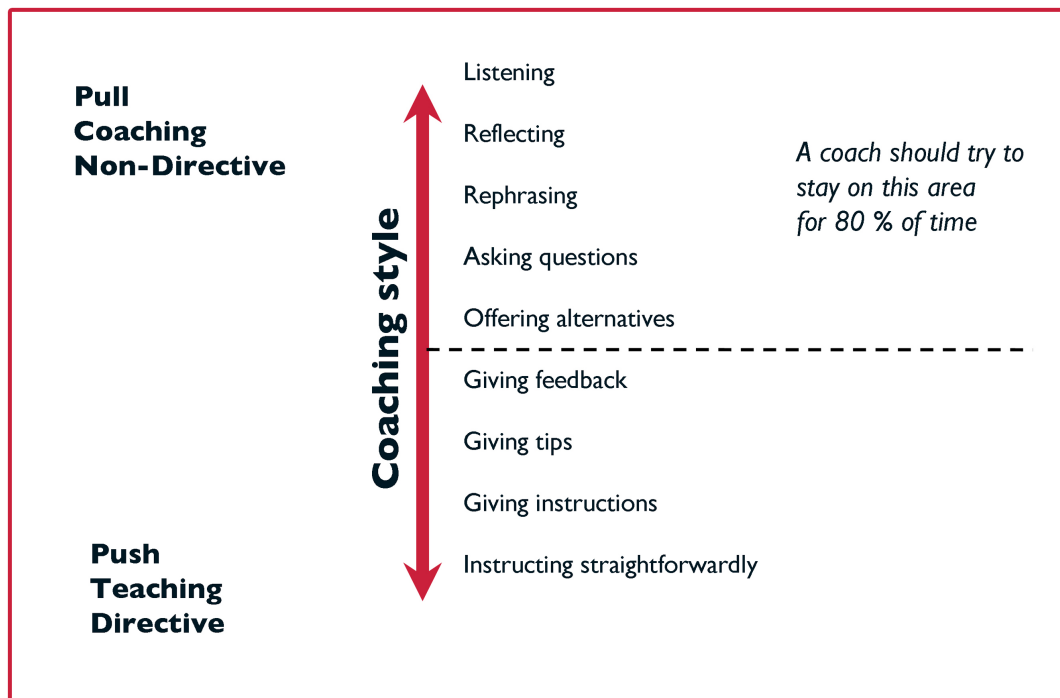 Pull
Coaching
Non-Directive
Coaching style
Listening
Reflecting
Rephrasing
Asking questions
Offering alternatives
A coach should try to
stay on this area
for 80 % of time
Giving feedback
Giving tips
Giving instructions
Instructing straightforwardly
Push
Teaching
Directive